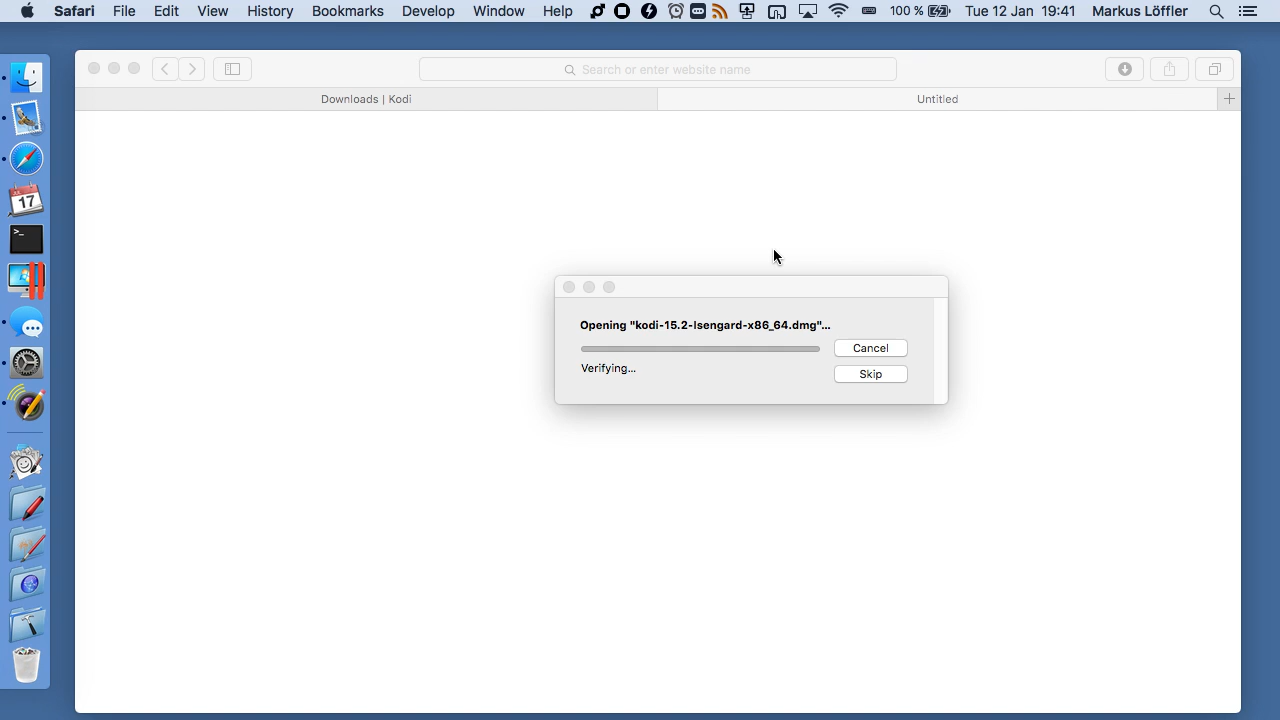 Safari File Edit View History Bookmarks Develop Window Help 100 % Tue 12 Jan 19:41 Markus Löffler
Search or enter website name
Downloads | Kodi Untitled
17
>_
Opening "kodi-15.2-Isengard-x86_64.dmg"...
Cancel
Verifying...
Skip